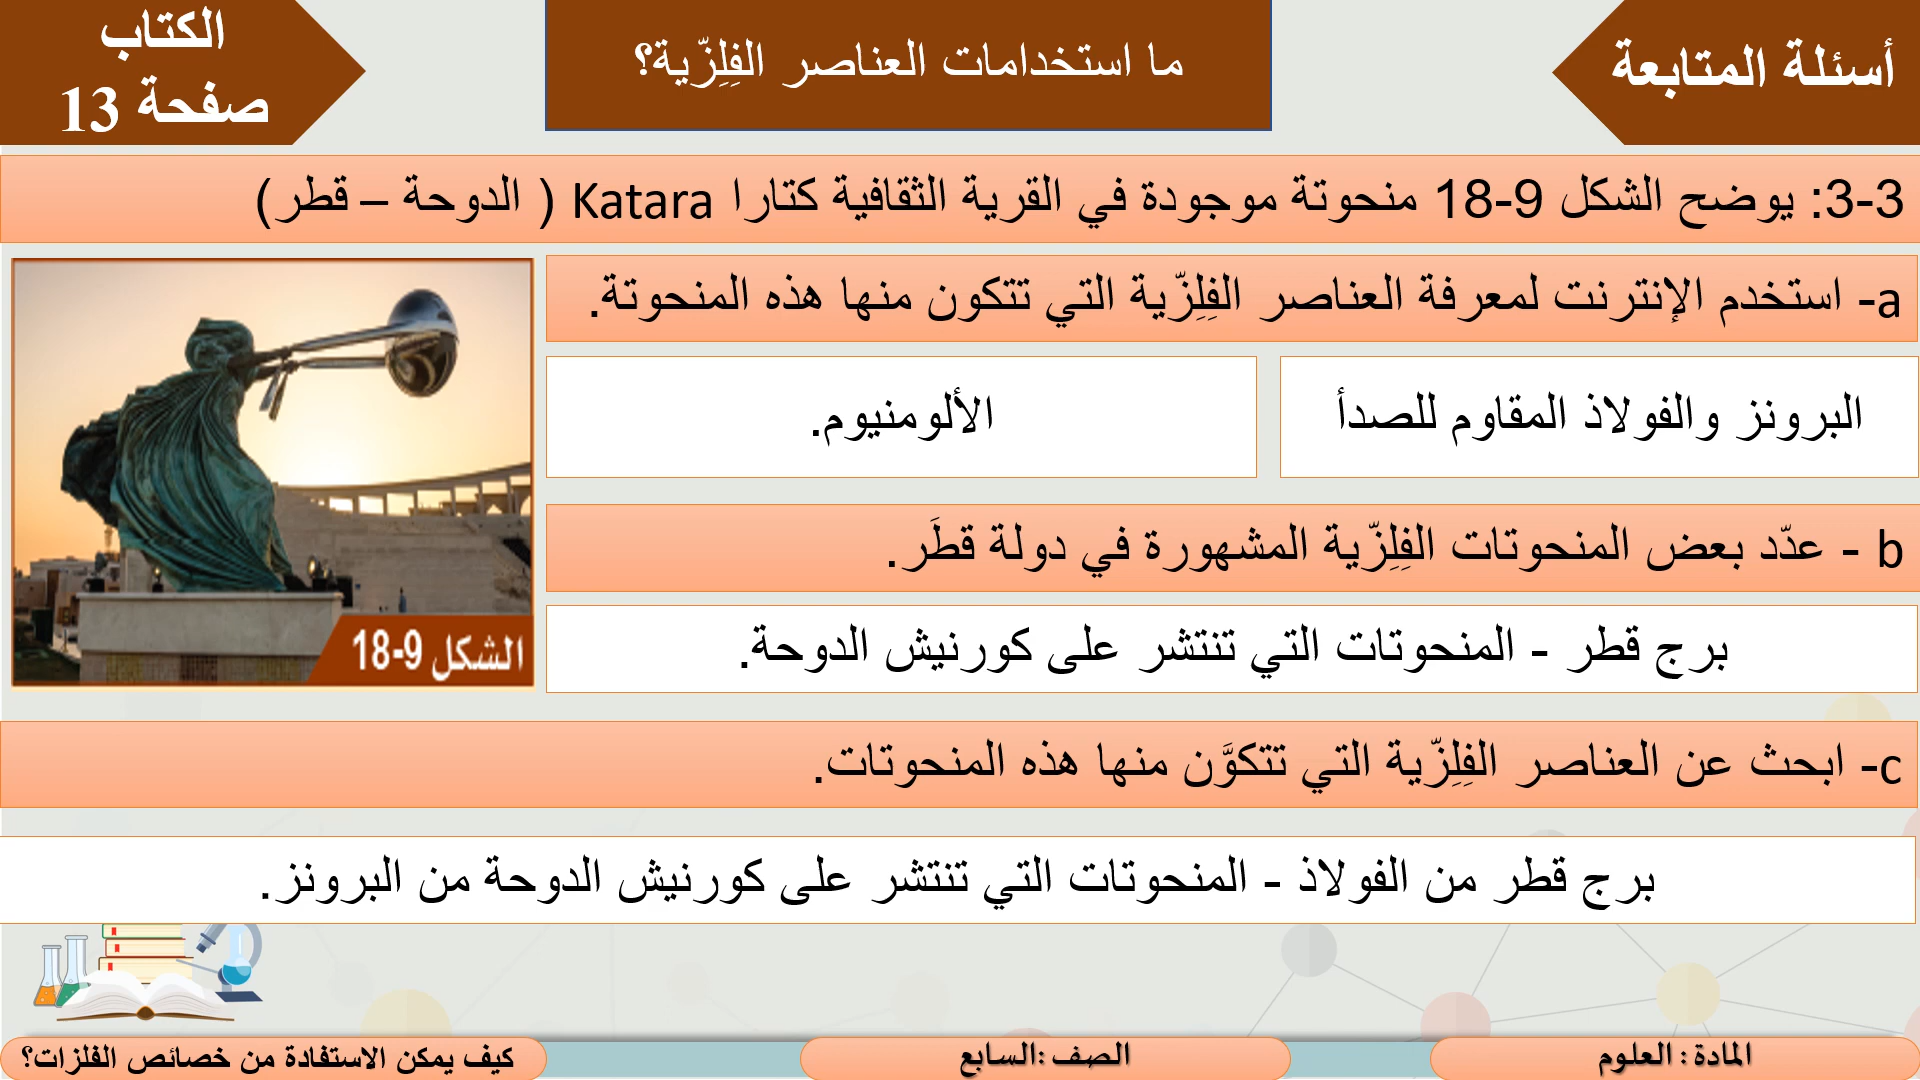 أسئلة المتابعة
ما استخدامات العناصر الفِلِزّية؟
الكتاب
صفحة 13
3-3: يوضح الشكل 9-18 منحوتة موجودة في القرية الثقافية كتارا Katara ( الدوحة – قطر)
a- استخدم الإنترنت لمعرفة العناصر الفِلِزّية التي تتكون منها هذه المنحوتة.
البرونز والفولاذ المقاوم للصدأ
الألومنيوم.
b - عدّد بعض المنحوتات الفِلِزّية المشهورة في دولة قطَر.
الشكل 9-18
برج قطر - المنحوتات التي تنتشر على كورنيش الدوحة.
c- ابحث عن العناصر الفِلِزّية التي تتكوَّن منها هذه المنحوتات.
برج قطر من الفولاذ - المنحوتات التي تنتشر على كورنيش الدوحة من البرونز.
المادة : العلوم
الصف :السابع
كيف يمكن الاستفادة من خصائص الفلزات؟